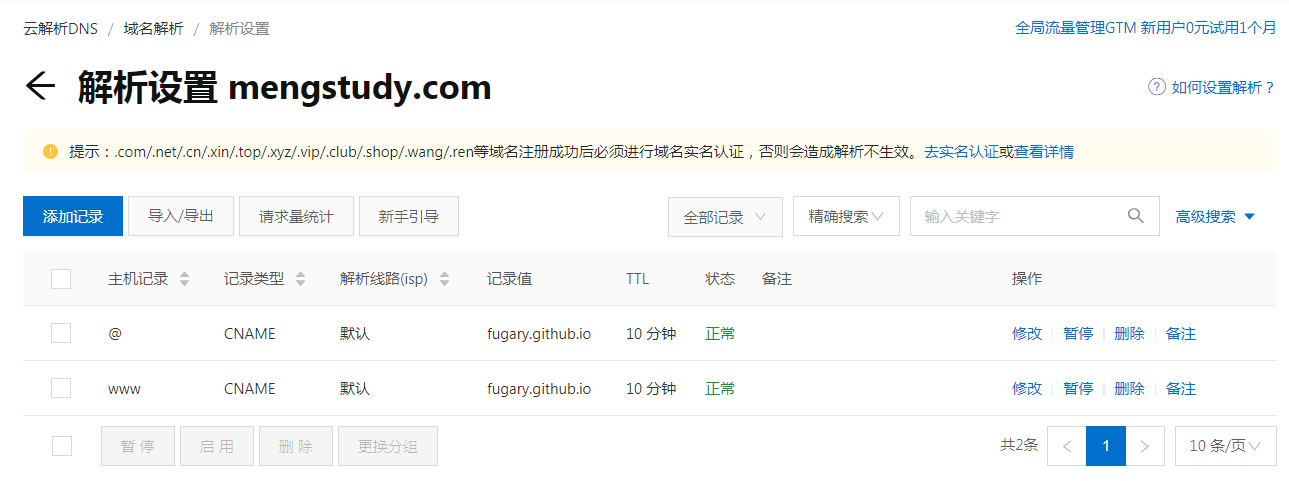 云解析DNS / 域名解析 / 解析设置
全局流量管理GTM 新用户0元试用1个月
解析设置 mengstudy.com
? 如何设置解析？
提示：.com/.net/.cn/.xin/.top/.xyz/.vip/.club/.shop/.wang/.ren等域名注册成功后必须进行域名实名认证，否则会造成解析不生效。去实名认证或查看详情
添加记录 导入/导出 请求量统计 新手引导 全部记录 精确搜索 输入关键字 高级搜索
主机记录 记录类型 解析线路(isp) 记录值 TTL 状态 备注 操作
@ CNAME 默认 fugary.github.io 10 分钟 正常 修改 暂停 删除 备注
www CNAME 默认 fugary.github.io 10 分钟 正常 修改 暂停 删除 备注
暂停 启用 删除 更换分组 共2条 < 1 > 10 条/页